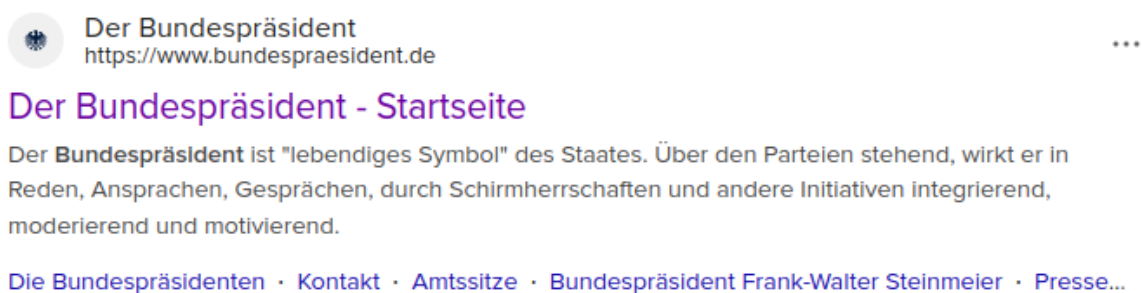 Der Bundespräsident
https://www.bundespraesident.de
Der Bundespräsident - Startseite
Der Bundespräsident ist "lebendiges Symbol" des Staates. Über den Parteien stehend, wirkt er in
Reden, Ansprachen, Gesprächen, durch Schirmherrschaften und andere Initiativen integrierend,
moderierend und motivierend.
Die Bundespräsidenten · Kontakt · Amtssitze · Bundespräsident Frank-Walter Steinmeier · Presse...